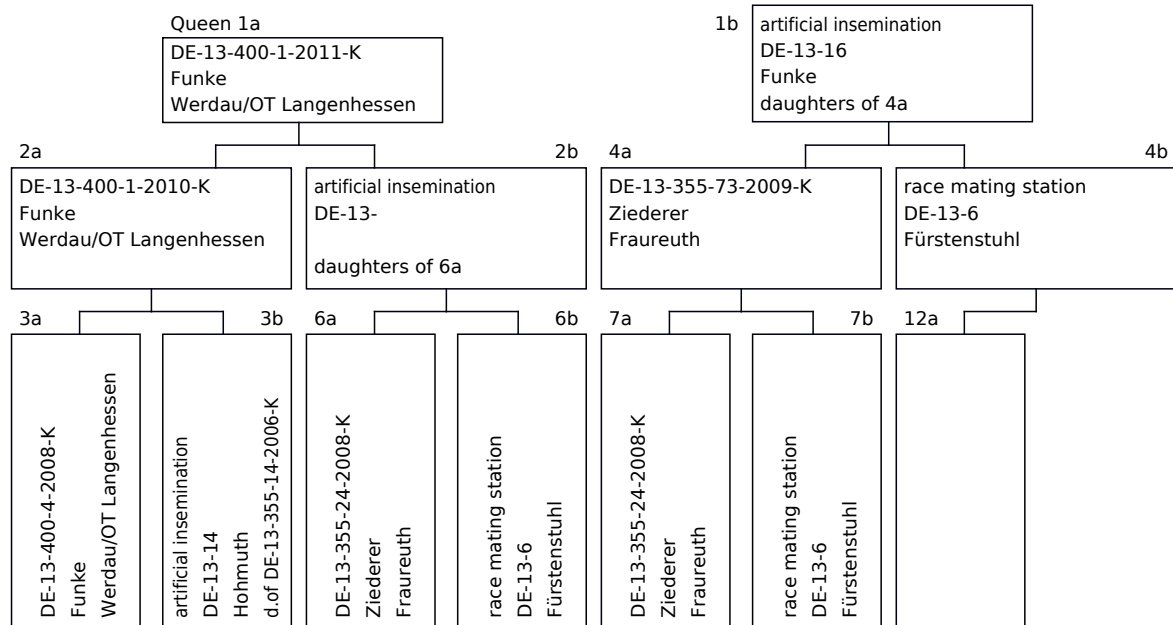 Queen 1a
DE-13-400-1-2011-K
Funke
Werdau/OT Langenhessen
1b
artificial insemination
DE-13-16
Funke
daughters of 4a
2a
DE-13-400-1-2010-K
Funke
Werdau/OT Langenhessen
2b
artificial insemination
DE-13-
daughters of 6a
4a
DE-13-355-73-2009-K
Ziederer
Fraureuth
4b
race mating station
DE-13-6
Fürstenstuhl
3a
DE-13-400-4-2008-K
Funke
Werdau/OT Langenhessen
3b
artificial insemination
DE-13-14
Hohmuth
d.of DE-13-355-14-2006-K
6a
DE-13-355-24-2008-K
Ziederer
Fraureuth
6b
race mating station
DE-13-6
Fürstenstuhl
7a
DE-13-355-24-2008-K
Ziederer
Fraureuth
7b
race mating station
DE-13-6
Fürstenstuhl
12a